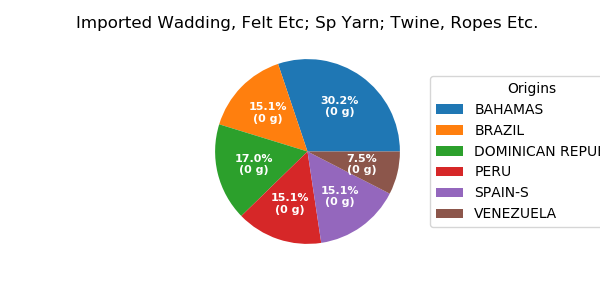 Imported Wadding, Felt Etc; Sp Yarn; Twine, Ropes Etc.
30.2%
(0 g)
15.1%
(0 g)
17.0%
(0 g)
15.1%
(0 g)
15.1%
(0 g)
7.5%
(0 g)
Origins
BAHAMAS
BRAZIL
DOMINICAN REPU
PERU
SPAIN-S
VENEZUELA